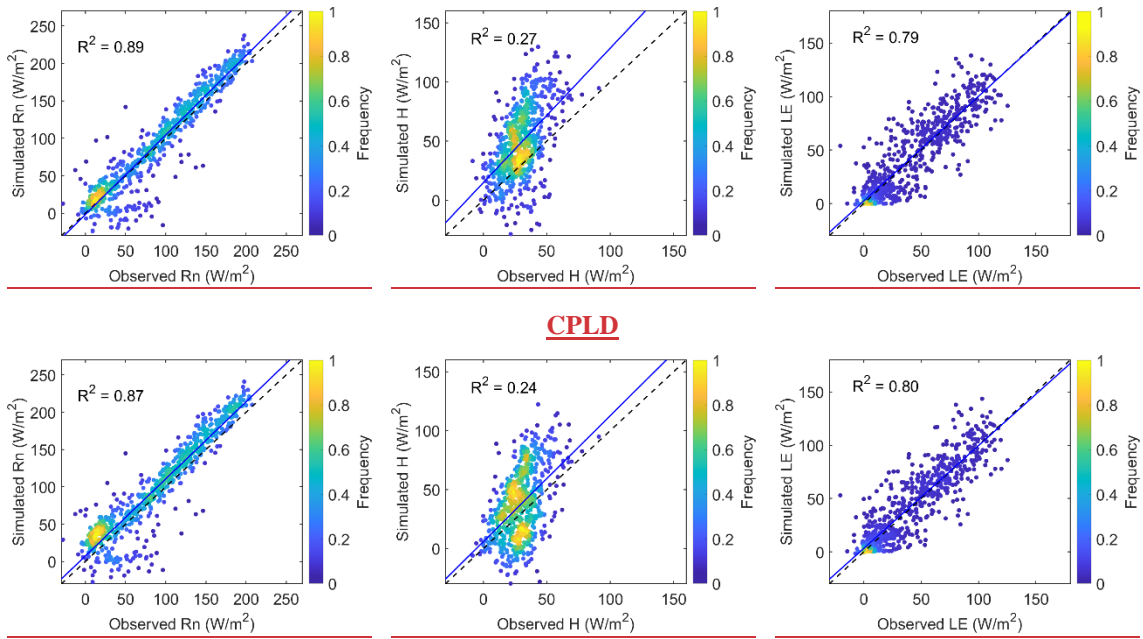 R² = 0.89
Simulated Rn (W/m²)
250
200
150
100
50
0
0 50 100 150 200 250
Observed Rn (W/m²)
1
0.8
0.6
0.4
0.2
0
Frequency
R² = 0.27
Simulated H (W/m²)
150
100
50
0
0 50 100 150
Observed H (W/m²)
1
0.8
0.6
0.4
0.2
0
Frequency
R² = 0.79
Simulated LE (W/m²)
150
100
50
0
0 50 100 150
Observed LE (W/m²)
1
0.8
0.6
0.4
0.2
0
Frequency
CPLD
R² = 0.87
Simulated Rn (W/m²)
250
200
150
100
50
0
0 50 100 150 200 250
Observed Rn (W/m²)
1
0.8
0.6
0.4
0.2
0
Frequency
R² = 0.24
Simulated H (W/m²)
150
100
50
0
0 50 100 150
Observed H (W/m²)
1
0.8
0.6
0.4
0.2
0
Frequency
R² = 0.80
Simulated LE (W/m²)
150
100
50
0
0 50 100 150
Observed LE (W/m²)
1
0.8
0.6
0.4
0.2
0
Frequency